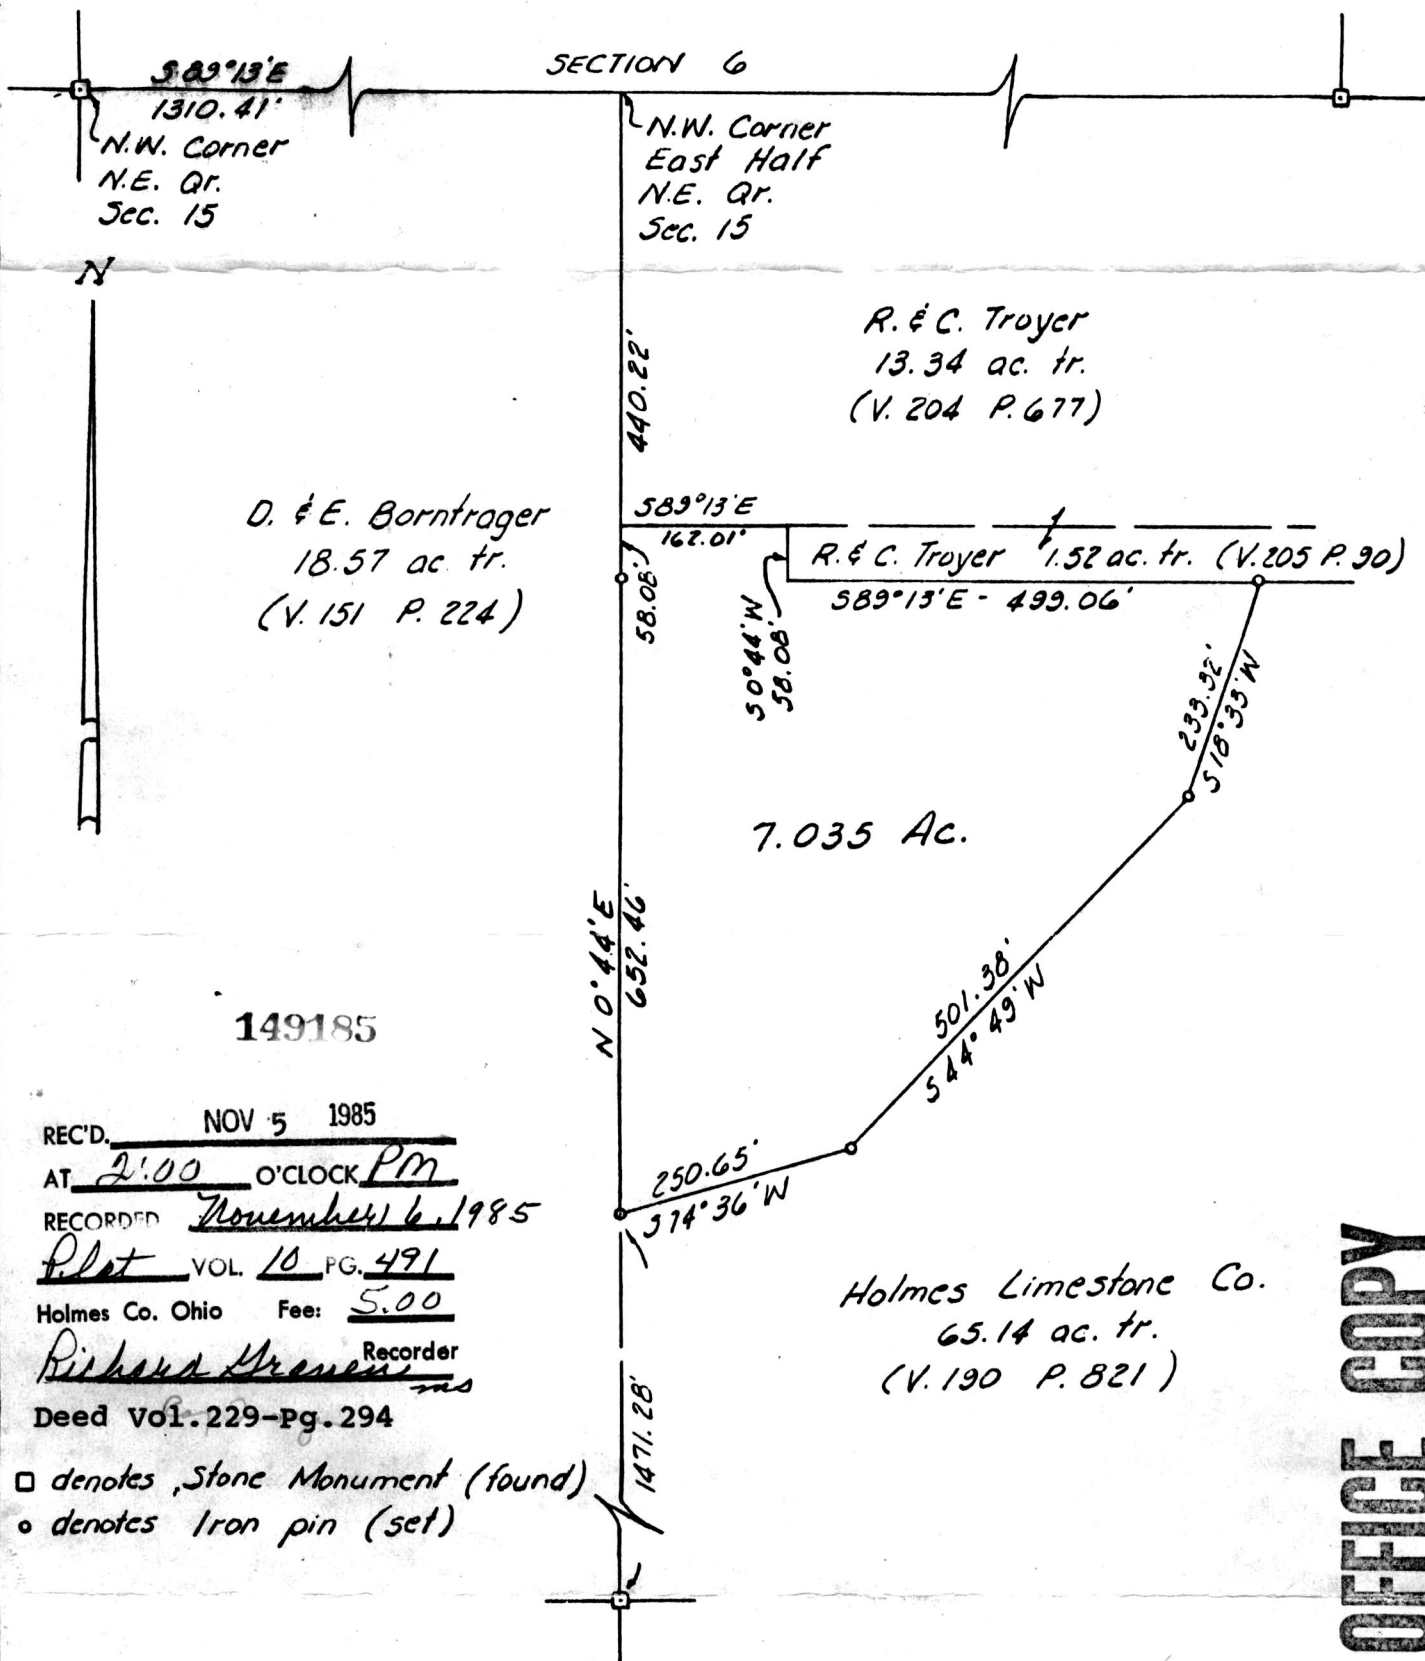 SECTION 6
S89°13'E
1310.41'
N.W. Corner
N.E. Qr.
Sec. 15
N.W. Corner
East Half
N.E. Qr.
Sec. 15
N
440.22'
R. & C. Troyer
13.34 ac. tr.
(V. 204 P. 677)
D. & E. Borntrager
18.57 ac tr.
(V. 151 P. 224)
S89°13'E
162.01'
58.08'
R. & C. Troyer 1.52 ac. tr. (V. 205 P. 90)
S89°13'E - 499.06'
S0°44'W
58.08'
233.32'
S18°33'W
7.035 Ac.
N0°44'E
652.46'
501.38'
S44°49'W
250.65'
S74°36'W
149185
REC'D. NOV 5 1985
AT 2:00 O'CLOCK PM
RECORDED November 6, 1985
Plat VOL. 10 PG. 491
Holmes Co. Ohio Fee: 5.00
Richard Recorder
ms
Deed Vol.229-Pg.294
Holmes Limestone Co.
65.14 ac. tr.
(V. 190 P. 821)
1471.28'
denotes Stone Monument (found)
denotes Iron pin (set)
OFFICE COPY